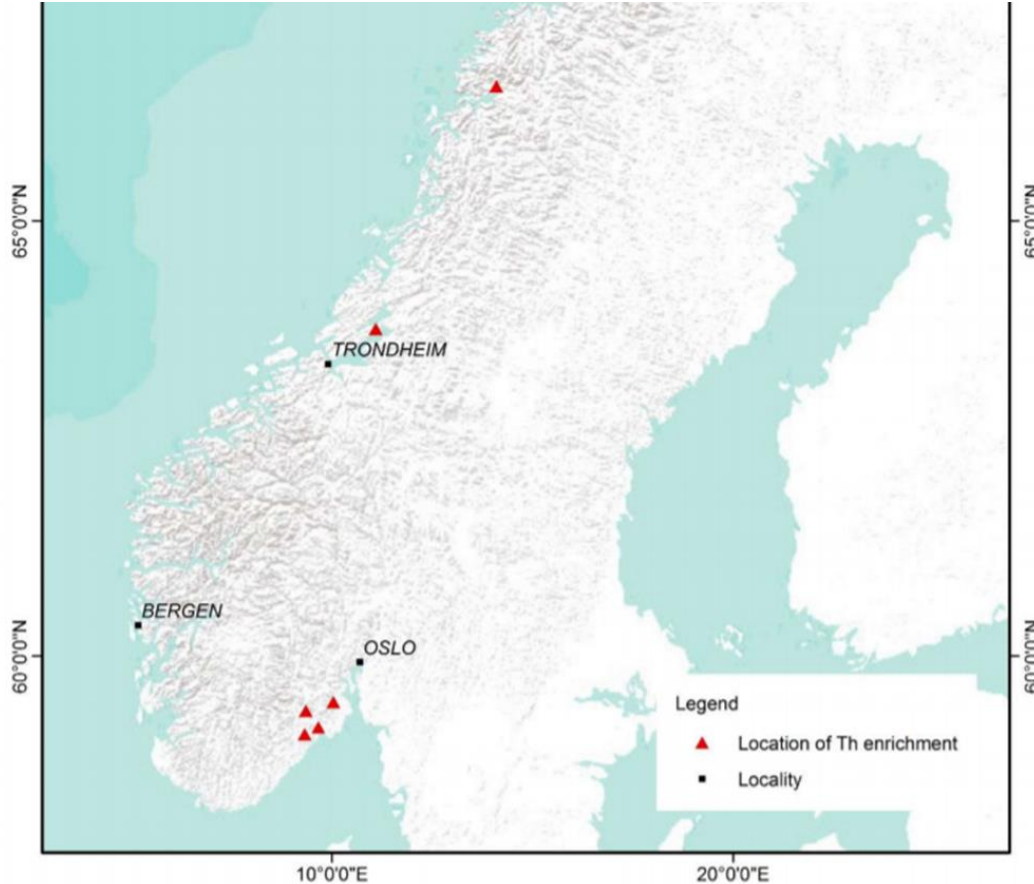 65°0'0"N
65°0'0"N
TRONDHEIM
BERGEN
OSLO
60°0'0"N
60°0'0"N
Legend
Location of Th enrichment
Locality
10°0'0"E
20°0'0"E